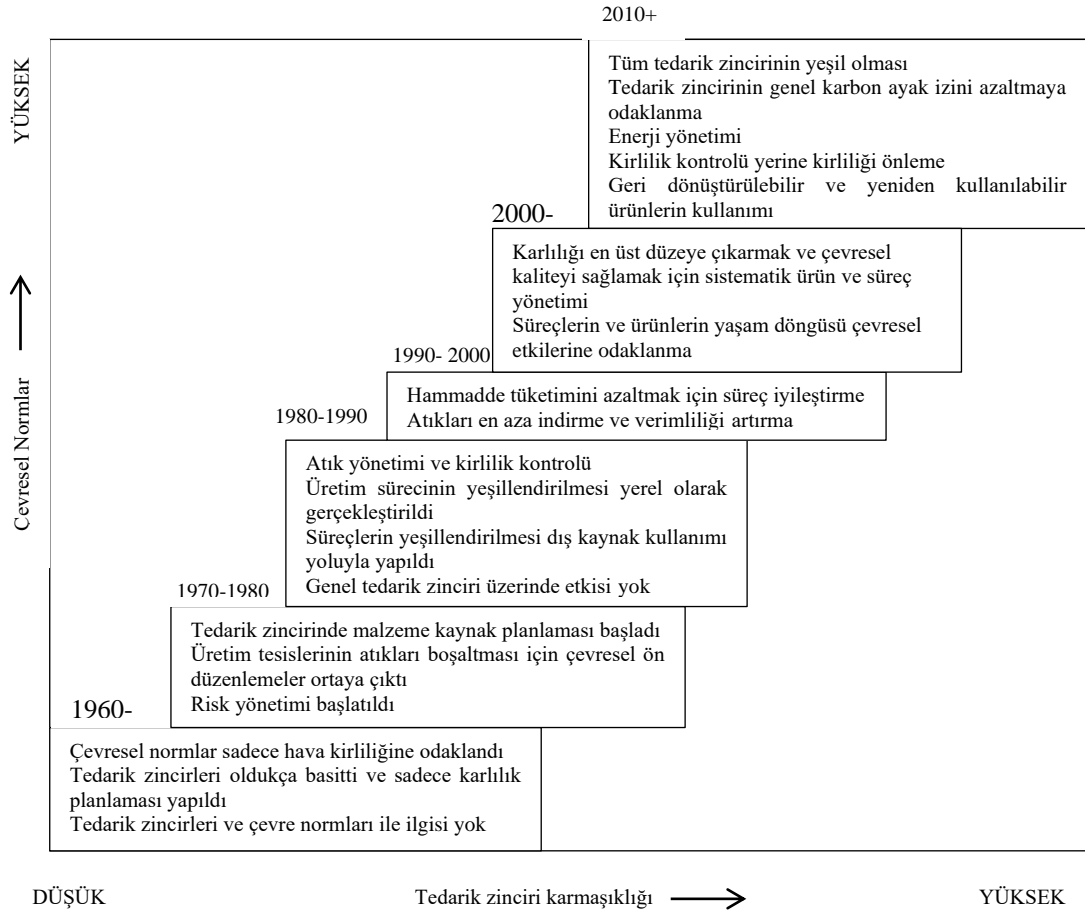 2010+
YÜKSEK
Tüm tedarik zincirinin yeşil olması
Tedarik zincirinin genel karbon ayak izini azaltmaya
odaklanma
Enerji yönetimi
Kirlilik kontrolü yerine kirliliği önleme
Geri dönüştürülebilir ve yeniden kullanılabilir
ürünlerin kullanımı
2000-
Karlılığı en üst düzeye çıkarmak ve çevresel
kaliteyi sağlamak için sistematik ürün ve süreç
yönetimi
Süreçlerin ve ürünlerin yaşam döngüsü çevresel
etkilerine odaklanma
1990- 2000
Hammadde tüketimini azaltmak için süreç iyileştirme
Atıkları en aza indirme ve verimliliği artırma
1980-1990
Çevresel Normlar
Atık yönetimi ve kirlilik kontrolü
Üretim sürecinin yeşillendirilmesi yerel olarak
gerçekleştirildi
Süreçlerin yeşillendirilmesi dış kaynak kullanımı
yoluyla yapıldı
Genel tedarik zinciri üzerinde etkisi yok
1970-1980
Tedarik zincirinde malzeme kaynak planlaması başladı
Üretim tesislerinin atıkları boşaltması için çevresel ön
düzenlemeler ortaya çıktı
Risk yönetimi başlatıldı
1960-
Çevresel normlar sadece hava kirliliğine odaklandı
Tedarik zincirleri oldukça basitti ve sadece karlılık
planlaması yapıldı
Tedarik zincirleri ve çevre normları ile ilgisi yok
DÜŞÜK Tedarik zinciri karmaşıklığı YÜKSEK